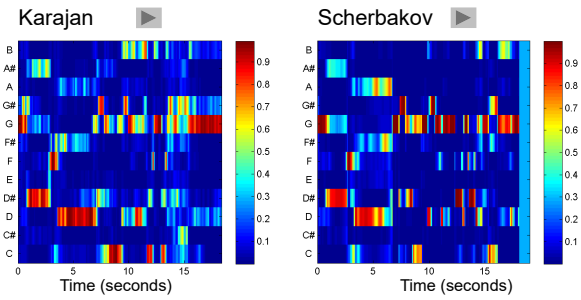 Karajan
B
A#
A
G#
G
F#
F
E
D#
D
C#
C
0 5 10 15
Time (seconds)
0.9
0.8
0.7
0.6
0.5
0.4
0.3
0.2
0.1
Scherbakov
B
A#
A
G#
G
F#
F
E
D#
D
C#
C
0 5 10 15
Time (seconds)
0.9
0.8
0.7
0.6
0.5
0.4
0.3
0.2
0.1